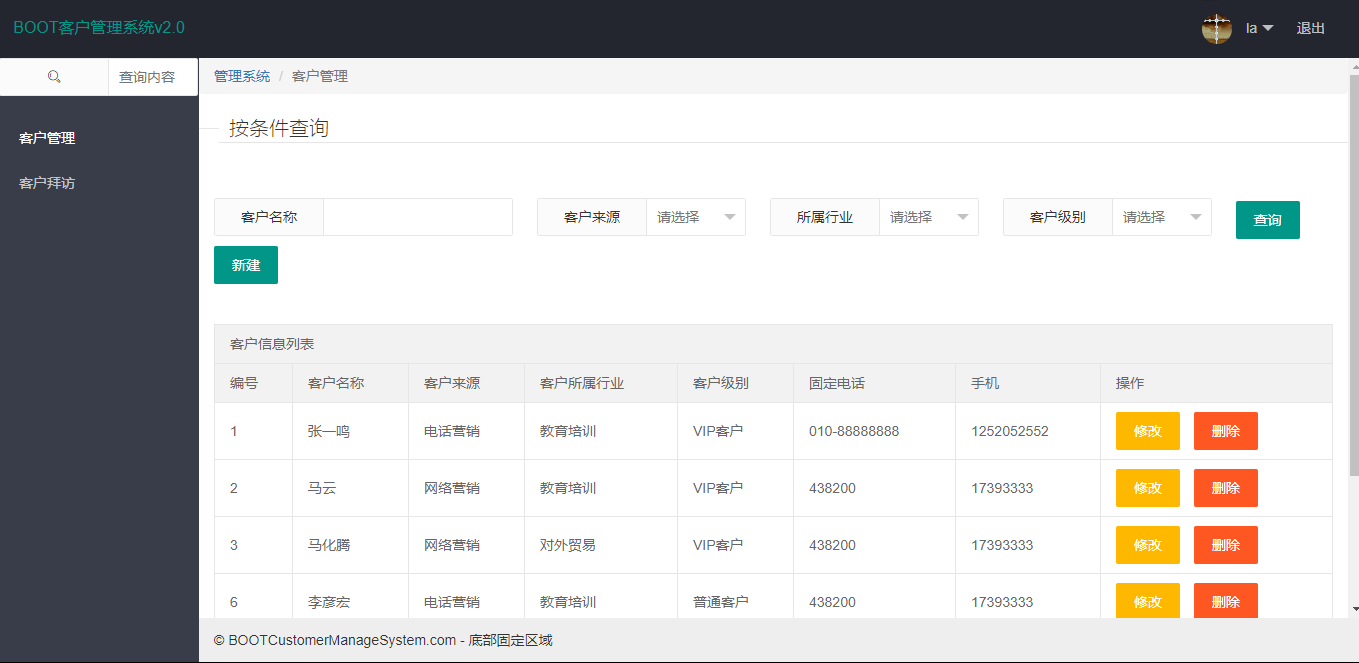 BOOT客户管理系统v2.0
la
退出
查询内容
管理系统 / 客户管理
客户管理
客户拜访
按条件查询
客户名称
客户来源 请选择
所属行业 请选择
客户级别 请选择
查询
新建
客户信息列表
编号 客户名称 客户来源 客户所属行业 客户级别 固定电话 手机 操作
1 张一鸣 电话营销 教育培训 VIP客户 010-88888888 1252052552 修改 删除
2 马云 网络营销 教育培训 VIP客户 438200 17393333 修改 删除
3 马化腾 网络营销 对外贸易 VIP客户 438200 17393333 修改 删除
6 李彦宏 电话营销 教育培训 普通客户 438200 17393333 修改 删除
© BOOTCustomerManageSystem.com - 底部固定区域